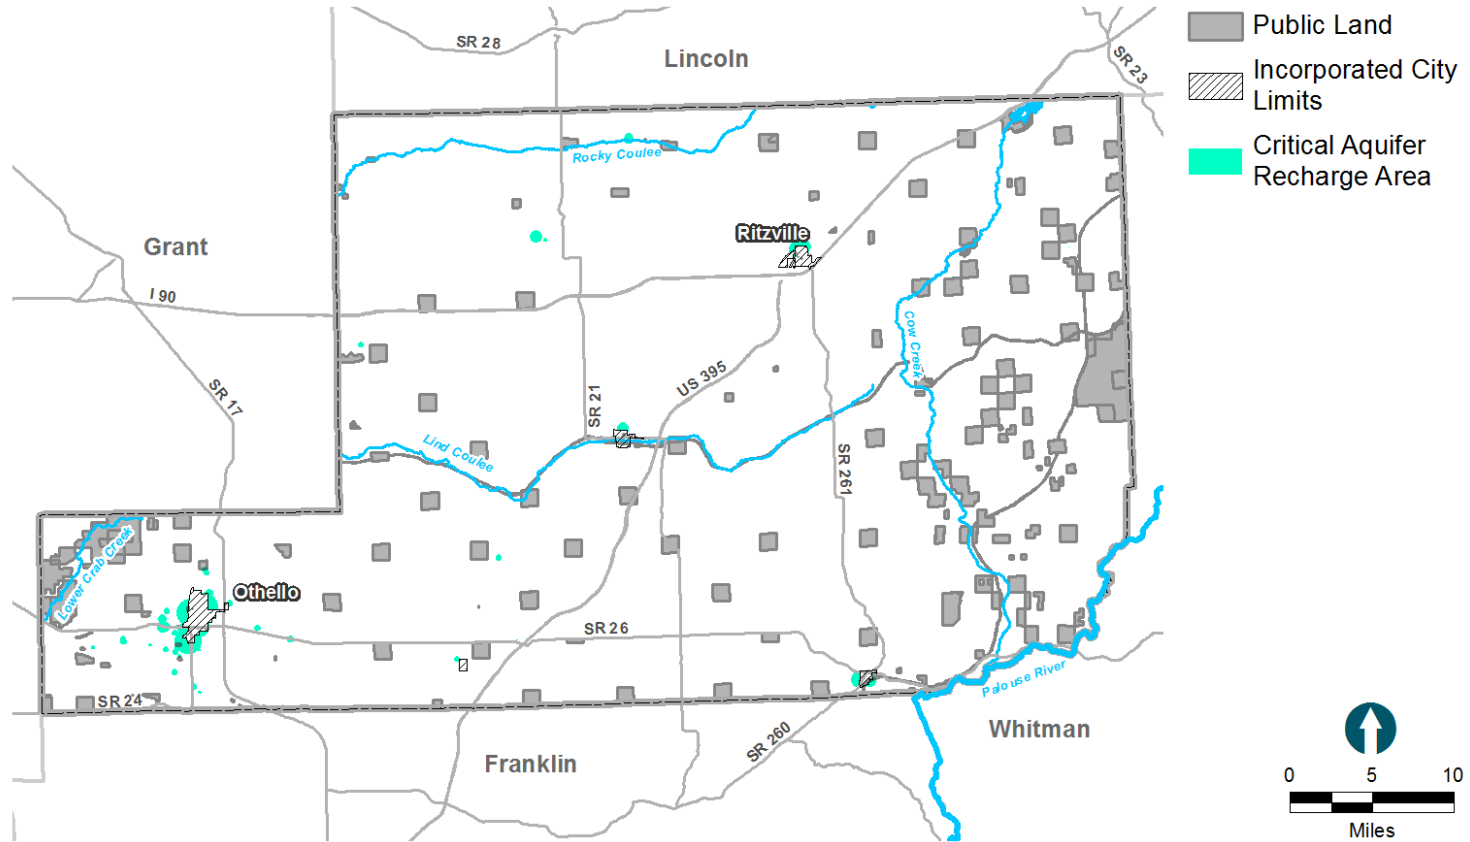 SR 28
Lincoln
SR 23
Public Land
Incorporated City
Limits
Critical Aquifer
Recharge Area
Rocky Coulee
Grant
Ritzville
I 90
Cow Creek
SR 17
SR 21
US 395
Lind Coulee
SR 261
Lower Crab Creek
Othello
SR 26
Palouse River
SR 24
SR 260
Whitman
Franklin
0 5 10
Miles